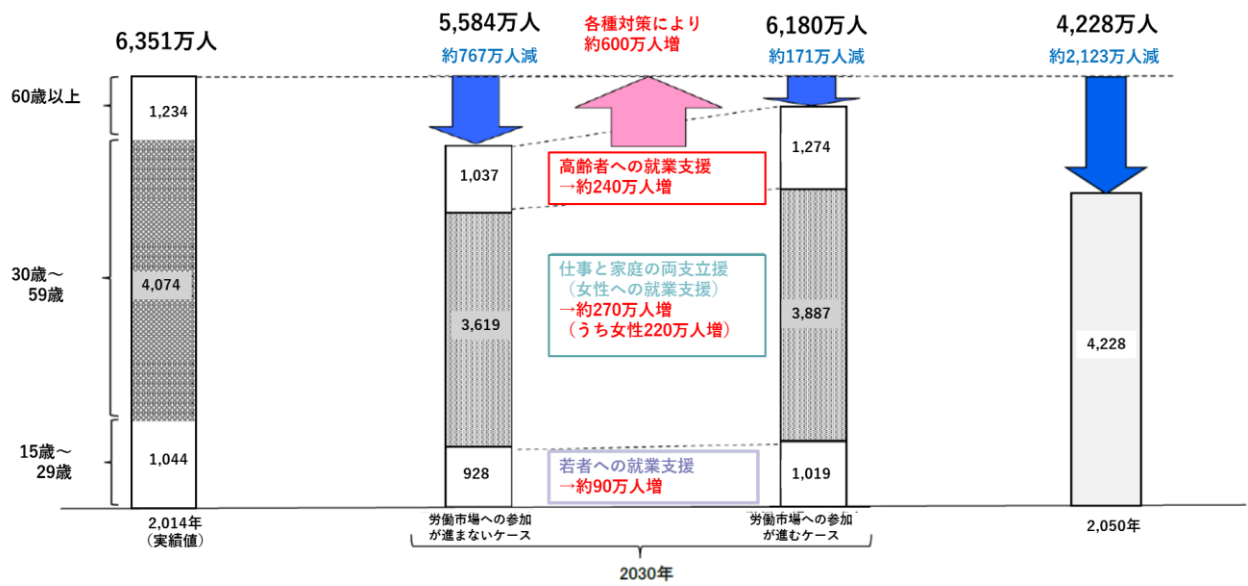 6,351万人
5,584万人
約767万人減
各種対策により
約600万人増
6,180万人
約171万人減
4,228万人
約2,123万人減
60歳以上
30歳～
59歳
15歳～
29歳
1,234
4,074
1,044
1,037
3,619
928
高齢者への就業支援
→約240万人増
仕事と家庭の両支立援
（女性への就業支援）
→約270万人増
（うち女性220万人増）
若者への就業支援
→約90万人増
1,274
3,887
1,019
4,228
2,014年
（実績値）
労働市場への参加
が進まないケース
労働市場への参加
が進むケース
2,050年
2030年